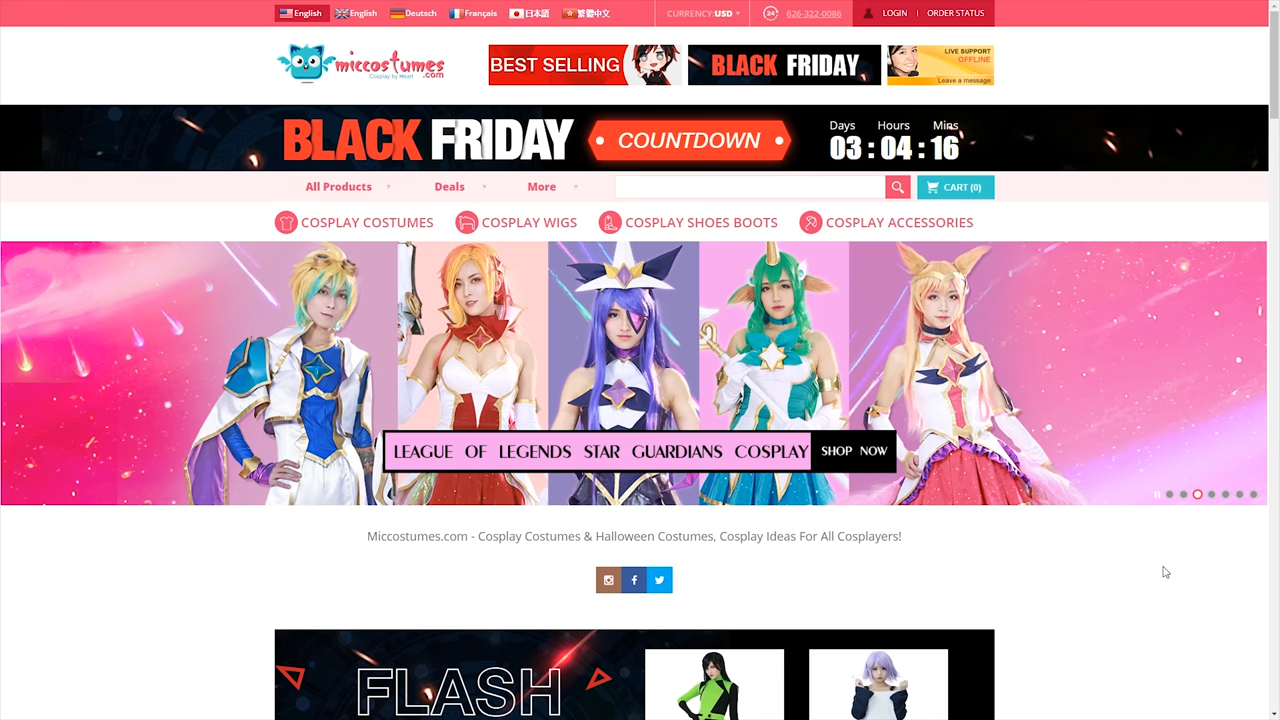 English English Deutsch Français 日本語 繁體中文 CURRENCY:USD 24 626-322-0086 LOGIN | ORDER STATUS
miccostumes.com
Cosplay by Heart
BEST SELLING
BLACK FRIDAY
LIVE SUPPORT
OFFLINE
Leave a message
BLACK FRIDAY COUNTDOWN
Days Hours Mins
03 : 04 : 16
All Products Deals More CART (0)
COSPLAY COSTUMES COSPLAY WIGS COSPLAY SHOES BOOTS COSPLAY ACCESSORIES
LEAGUE OF LEGENDS STAR GUARDIANS COSPLAY SHOP NOW
Miccostumes.com - Cosplay Costumes & Halloween Costumes, Cosplay Ideas For All Cosplayers!
FLASH